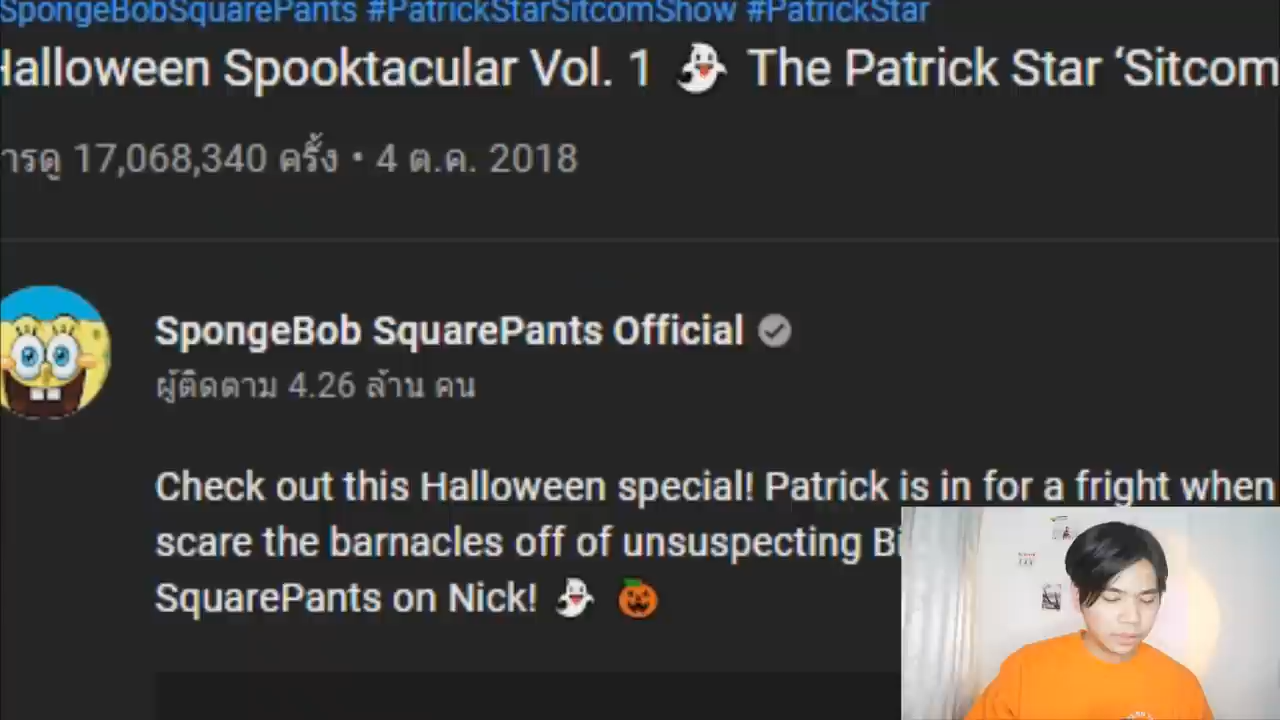 SpongeBobSquarePants #PatrickStarSitcomShow #PatrickStar
Halloween Spooktacular Vol. 1 👻 The Patrick Star ‘Sitcom
ารดู 17,068,340 ครั้ง • 4 ต.ค. 2018
SpongeBob SquarePants Official
ผู้ติดตาม 4.26 ล้าน คน
Check out this Halloween special! Patrick is in for a fright when
scare the barnacles off of unsuspecting Bi
SquarePants on Nick! 👻 🎃